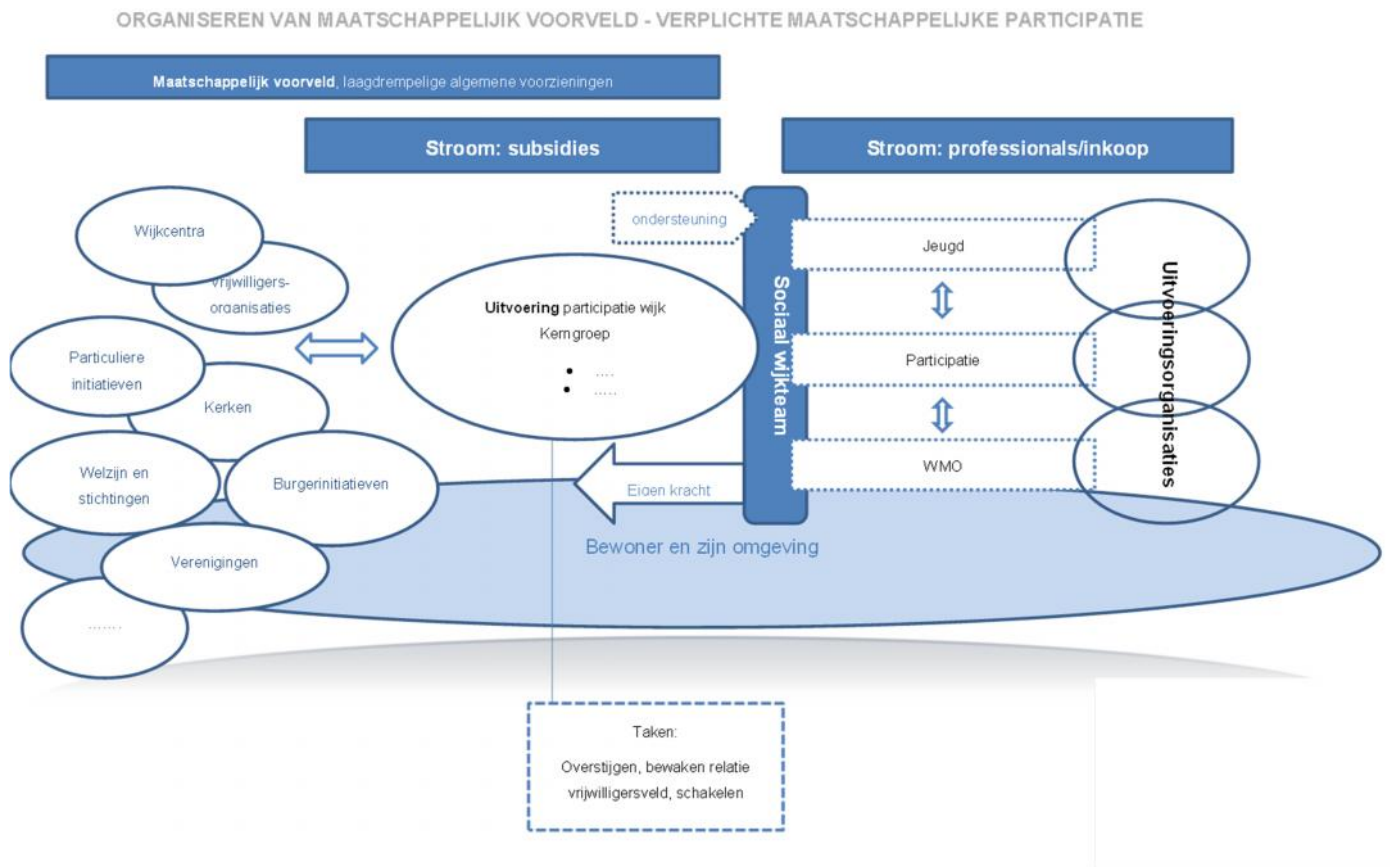 ORGANISEREN VAN MAATSCHAPPELIJIK VOORVELD - VERPLICHTE MAATSCHAPPELIJKE PARTICIPATIE
Maatschappelijk voorveld, laagdrempelige algemene voorzieningen
Stroom: subsidies
Stroom: professionals/inkoop
Wijkcentra
vrijwilligers-
organisaties
Particuliere
initiatieven
Kerken
Welzijn en
stichtingen
Burgerinitiatieven
Verenigingen
.......
ondersteuning
Uitvoering participatie wijk
Kerngroep
• ....
• .....
Eigen kracht
Sociaal wijkteam
Jeugd
Participatie
WMO
Uitvoeringsorganisaties
Bewoner en zijn omgeving
Taken:
Overstijgen, bewaken relatie
vrijwilligersveld, schakelen